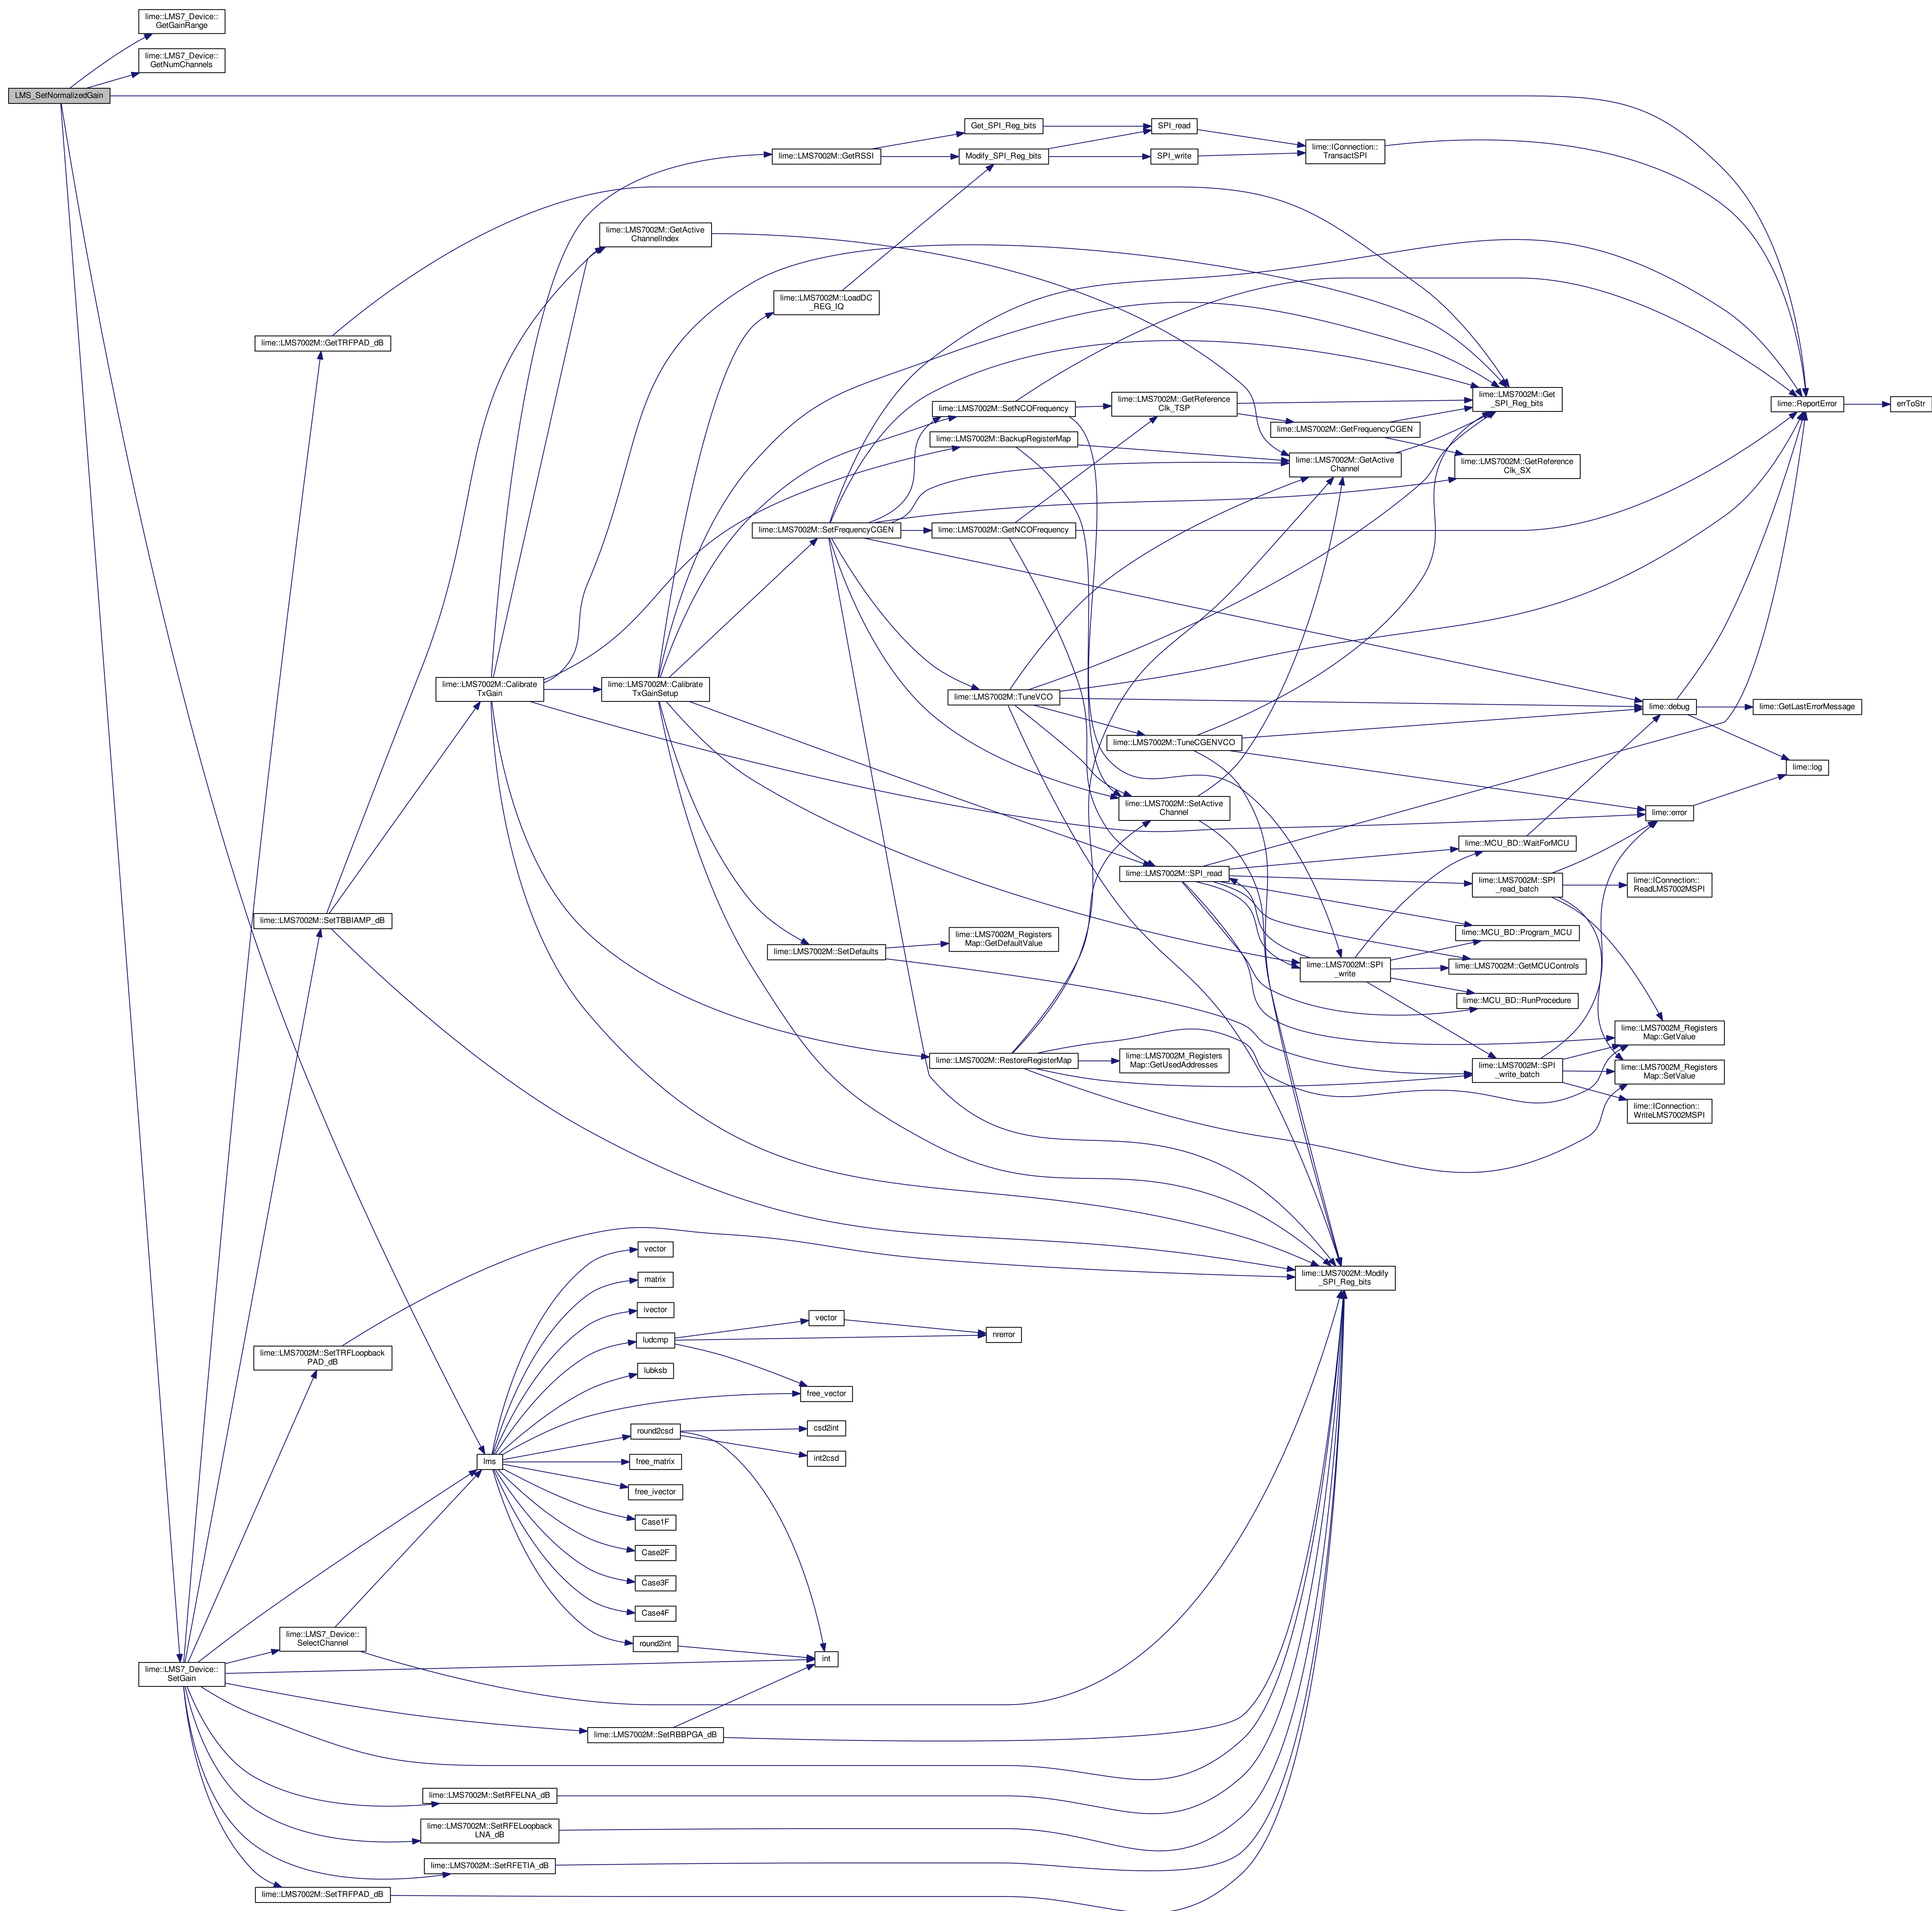 lime::LMS7_Device::
GetGainRange
lime::LMS7_Device::
GetNumChannels
LMS_SetNormalizedGain
Get_SPI_Reg_bits
SPI_read
lime::LMS7002M::GetRSSI
Modify_SPI_Reg_bits
SPI_write
lime::IConnection::
TransactSPI
lime::LMS7002M::GetActive
ChannelIndex
lime::LMS7002M::LoadDC
_REG_IQ
lime::LMS7002M::GetTRFPAD_dB
lime::LMS7002M::SetNCOFrequency
lime::LMS7002M::GetReference
Clk_TSP
lime::LMS7002M::Get
_SPI_Reg_bits
lime::ReportError
errToStr
lime::LMS7002M::GetFrequencyCGEN
lime::LMS7002M::BackupRegisterMap
lime::LMS7002M::GetActive
Channel
lime::LMS7002M::GetReference
Clk_SX
lime::LMS7002M::SetFrequencyCGEN
lime::LMS7002M::GetNCOFrequency
lime::LMS7002M::Calibrate
TxGain
lime::LMS7002M::Calibrate
TxGainSetup
lime::LMS7002M::TuneVCO
lime::debug
lime::GetLastErrorMessage
lime::LMS7002M::TuneCGENVCO
lime::log
lime::LMS7002M::SetActive
Channel
lime::error
lime::MCU_BD::WaitForMCU
lime::LMS7002M::SPI_read
lime::LMS7002M::SPI
_read_batch
lime::IConnection::
ReadLMS7002MSPI
lime::LMS7002M::SetTBBIAMP_dB
lime::MCU_BD::Program_MCU
lime::LMS7002M::SetDefaults
lime::LMS7002M_Registers
Map::GetDefaultValue
lime::LMS7002M::SPI
_write
lime::LMS7002M::GetMCUControls
lime::MCU_BD::RunProcedure
lime::LMS7002M_Registers
Map::GetValue
lime::LMS7002M::RestoreRegisterMap
lime::LMS7002M_Registers
Map::GetUsedAddresses
lime::LMS7002M::SPI
_write_batch
lime::LMS7002M_Registers
Map::SetValue
lime::IConnection::
WriteLMS7002MSPI
vector
lime::LMS7002M::Modify
_SPI_Reg_bits
matrix
ivector
vector
ludcmp
nrerror
lime::LMS7002M::SetTRFLoopback
PAD_dB
lubksb
free_vector
round2csd
csd2int
lms
free_matrix
int2csd
free_ivector
Case1F
Case2F
Case3F
Case4F
lime::LMS7_Device::
SelectChannel
round2int
int
lime::LMS7_Device::
SetGain
lime::LMS7002M::SetRBBPGA_dB
lime::LMS7002M::SetRFELNA_dB
lime::LMS7002M::SetRFELoopback
LNA_dB
lime::LMS7002M::SetRFETIA_dB
lime::LMS7002M::SetTRFPAD_dB